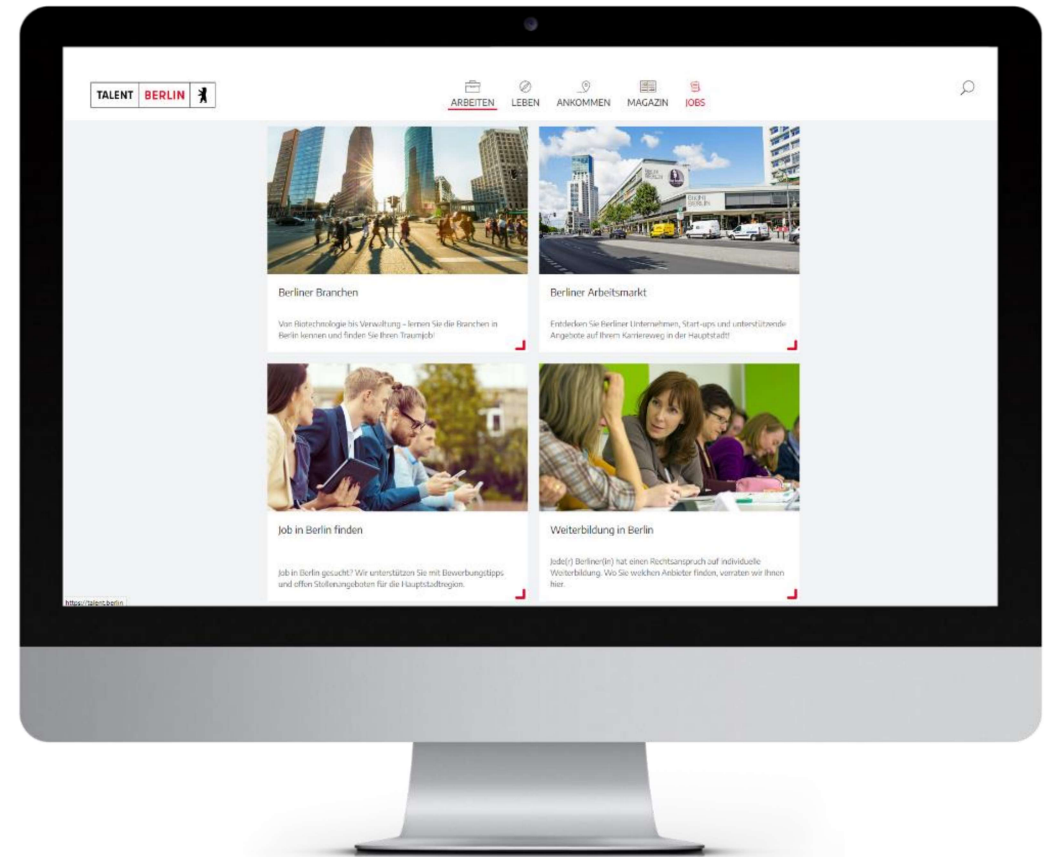 TALENT BERLIN
ARBEITEN LEBEN ANKOMMEN MAGAZIN JOBS
BIKINI BERLIN
Berliner Branchen
Berliner Arbeitsmarkt
Von Biotechnologie bis Verwaltung – lernen Sie die Branchen in
Berlin kennen und finden Sie Ihren Traumjob!
Entdecken Sie Berliner Unternehmen, Start-ups und unterstützende
Angebote auf Ihrem Karriereweg in der Hauptstadt!
Job in Berlin finden
Weiterbildung in Berlin
Job in Berlin gesucht? Wir unterstützen Sie mit Bewerbungstipps
und offen Stellenangeboten für die Hauptstadtregion.
Jede(r) Berliner(in) hat einen Rechtsanspruch auf individuelle
Weiterbildung. Wo Sie welchen Anbieter finden, verraten wir Ihnen
hier.
https://talent.berlin